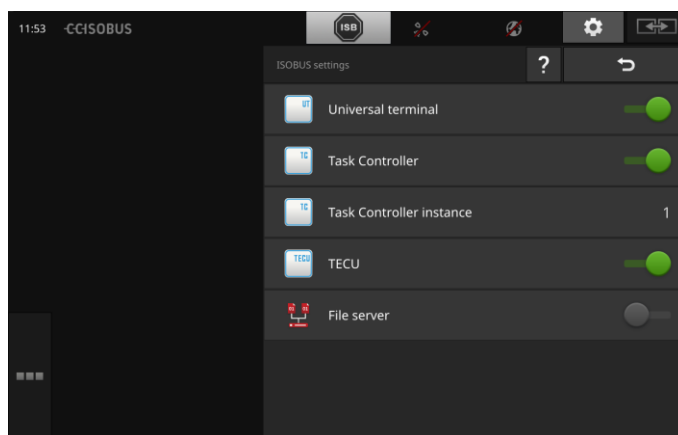 11:53 CCISOBUS ISB
ISOBUS settings ?
UT Universal terminal
TC Task Controller
TC Task Controller instance 1
TECU TECU
File server